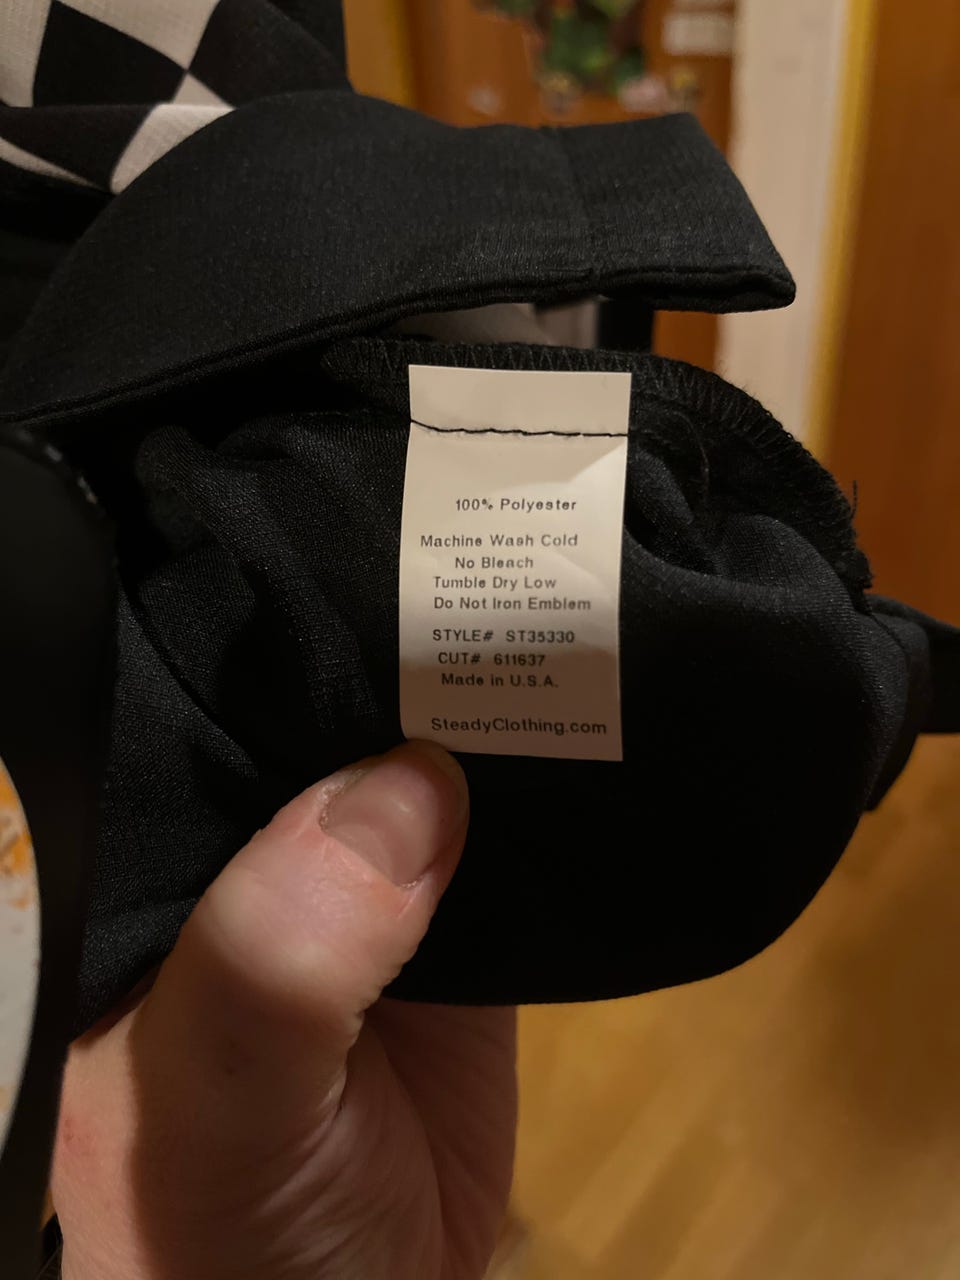 100% Polyester
Machine Wash Cold
No Bleach
Tumble Dry Low
Do Not Iron Emblem
STYLE# ST35330
CUT# 611637
Made in U.S.A.
SteadyClothing.com